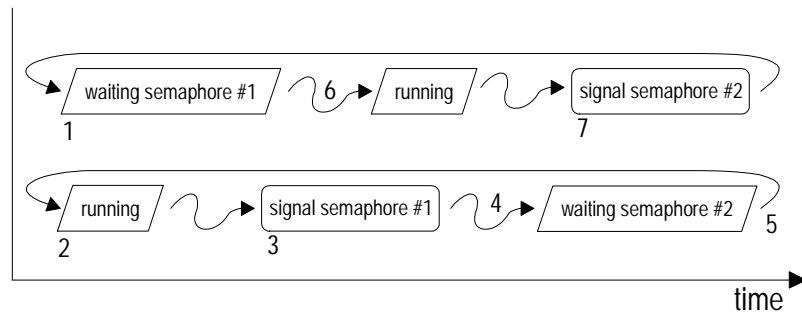 waiting semaphore #1 6 running signal semaphore #2
1 7
running signal semaphore #1 4 waiting semaphore #2 5
2 3
time